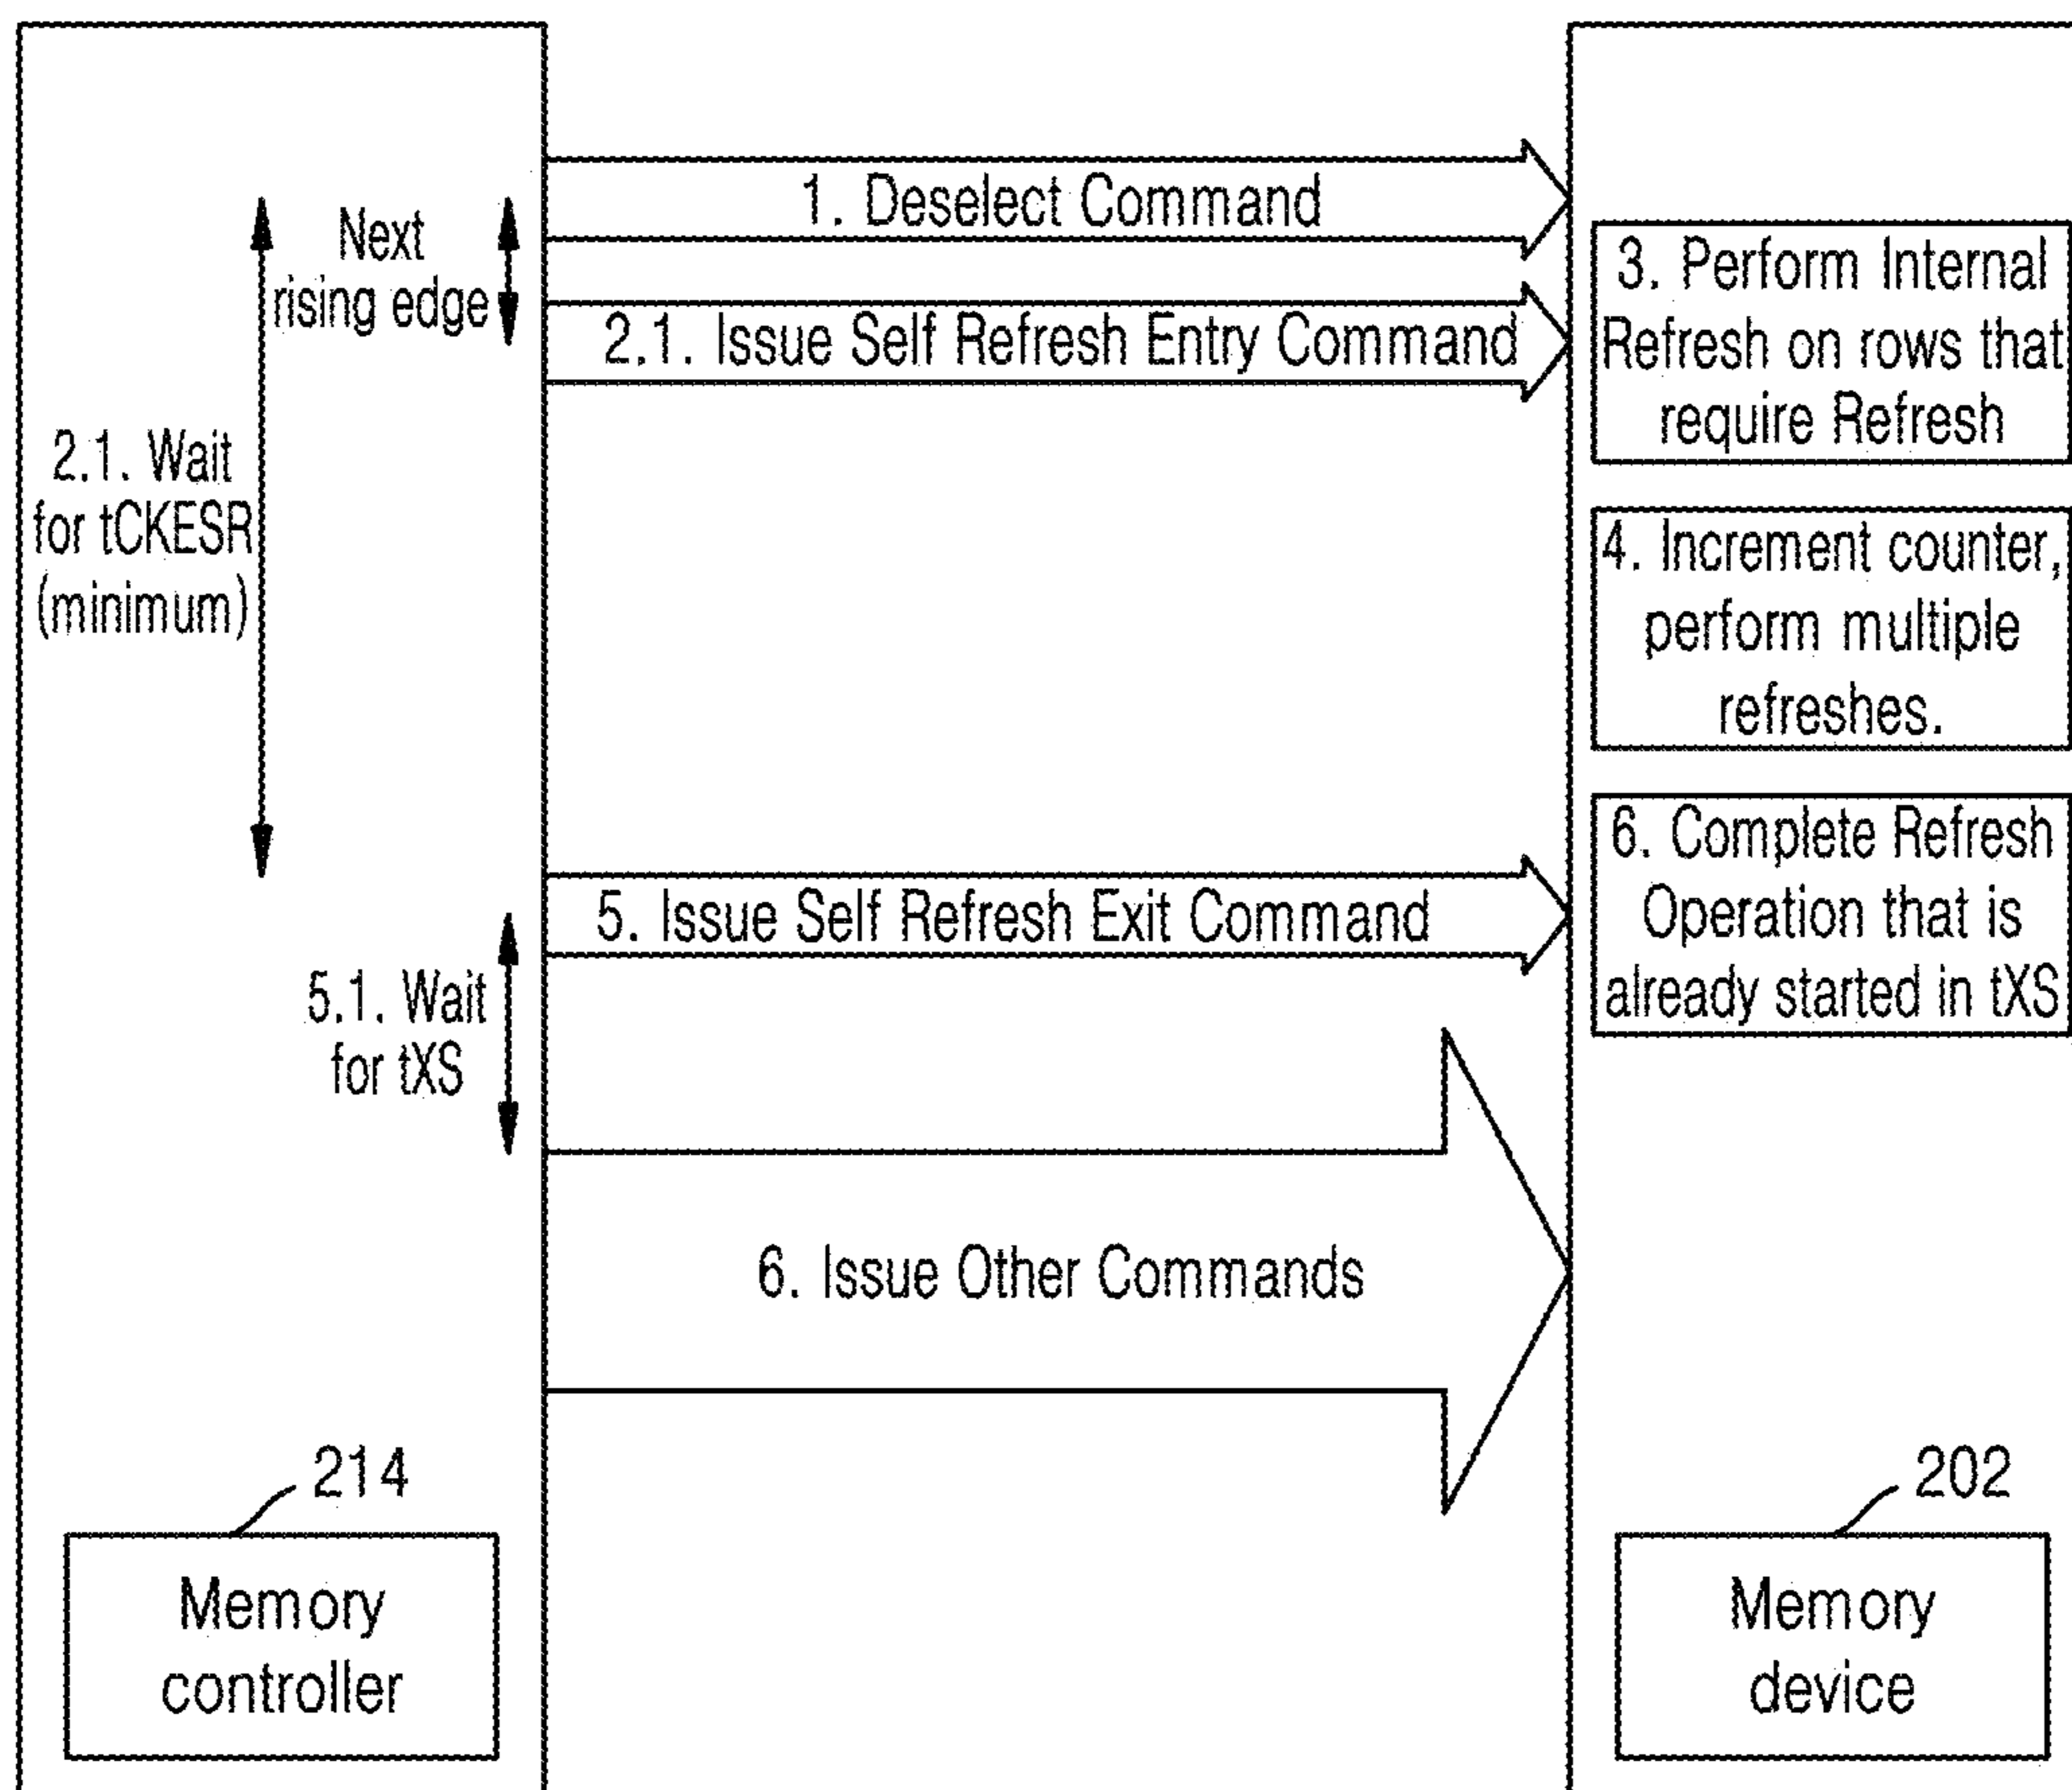 1. Deselect Command
Next
rising edge
2.1. Issue Self Refresh Entry Command
3. Perform Internal
Refresh on rows that
require Refresh
2.1. Wait
for tCKESR
(minimum)
4. Increment counter,
perform multiple
refreshes.
5. Issue Self Refresh Exit Command
6. Complete Refresh
Operation that is
already started in tXS
5.1. Wait
for tXS
6. Issue Other Commands
214
Memory
controller
202
Memory
device